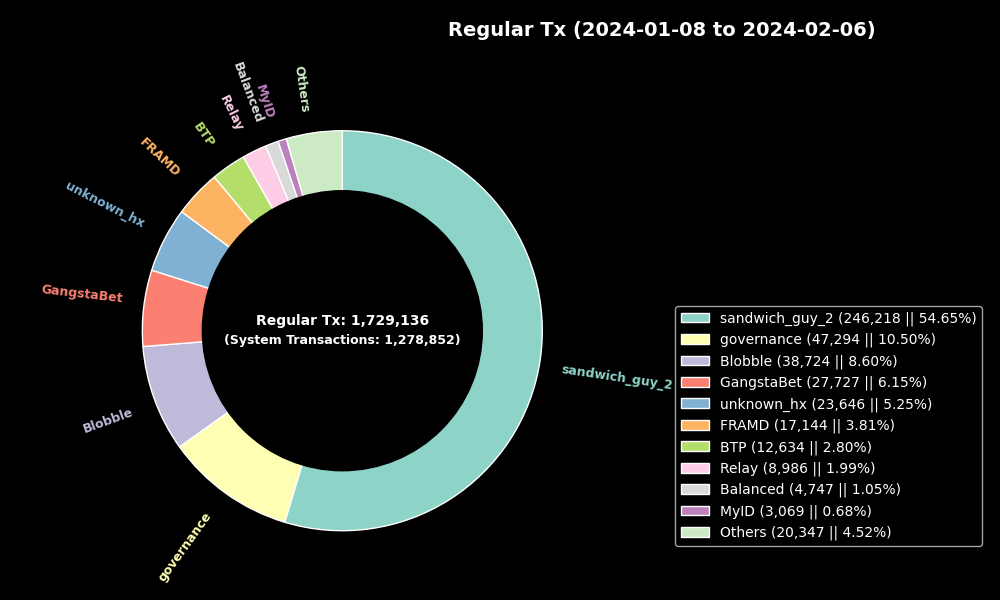 Regular Tx (2024-01-08 to 2024-02-06)
Others
MyID
Balanced
Relay
BTP
FRAMD
unknown_hx
GangstaBet
Blobble
governance
sandwich_guy_2
Regular Tx: 1,729,136
(System Transactions: 1,278,852)
sandwich_guy_2 (246,218 || 54.65%)
governance (47,294 || 10.50%)
Blobble (38,724 || 8.60%)
GangstaBet (27,727 || 6.15%)
unknown_hx (23,646 || 5.25%)
FRAMD (17,144 || 3.81%)
BTP (12,634 || 2.80%)
Relay (8,986 || 1.99%)
Balanced (4,747 || 1.05%)
MyID (3,069 || 0.68%)
Others (20,347 || 4.52%)